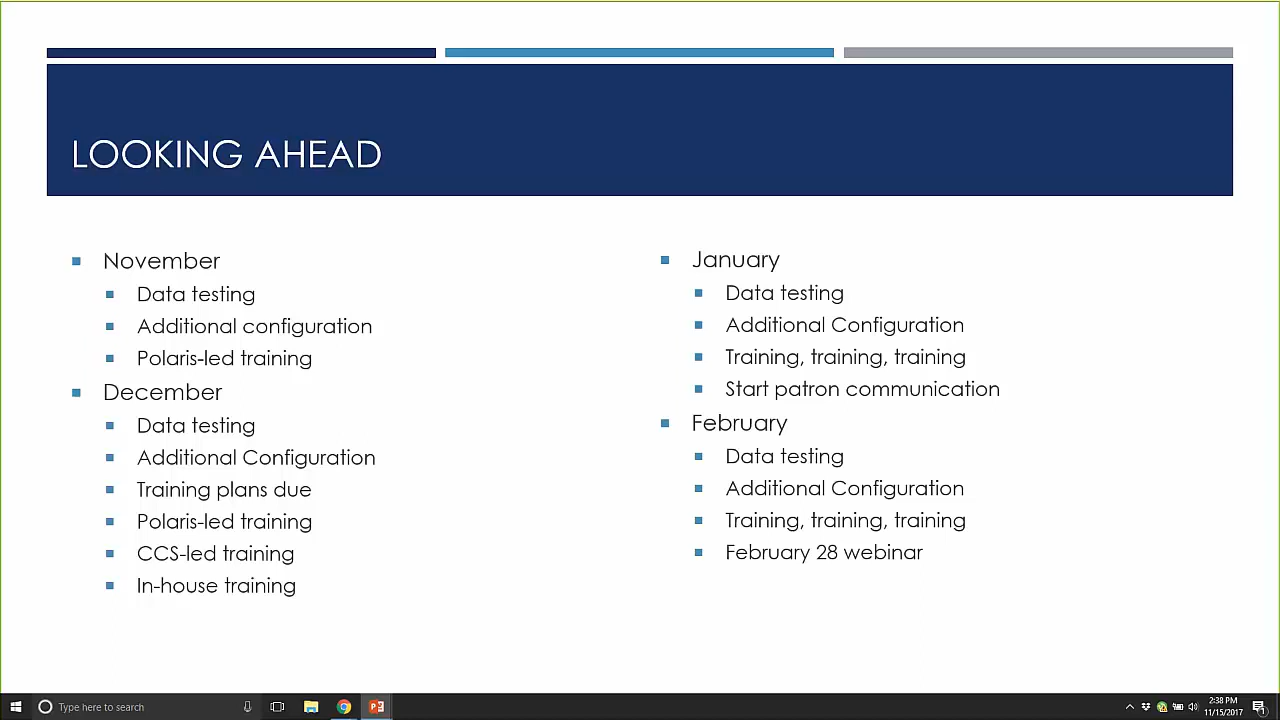 LOOKING AHEAD
November
Data testing
Additional configuration
Polaris-led training
December
Data testing
Additional Configuration
Training plans due
Polaris-led training
CCS-led training
In-house training
January
Data testing
Additional Configuration
Training, training, training
Start patron communication
February
Data testing
Additional Configuration
Training, training, training
February 28 webinar
Type here to search
2:38 PM
11/15/2017